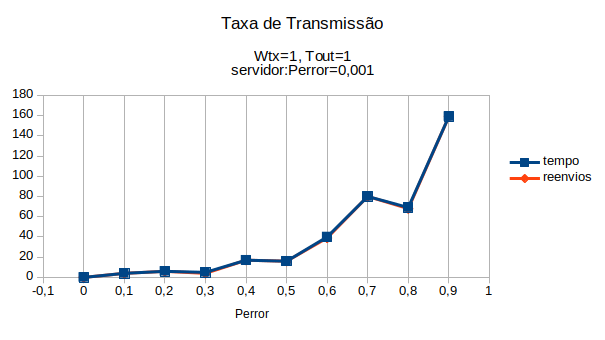 Taxa de Transmissão
Wtx=1, Tout=1
servidor:Perror=0,001
180
160
140
120
100
80
60
40
20
0
-0,1 0 0,1 0,2 0,3 0,4 0,5 0,6 0,7 0,8 0,9 1
Perror
tempo
reenvios